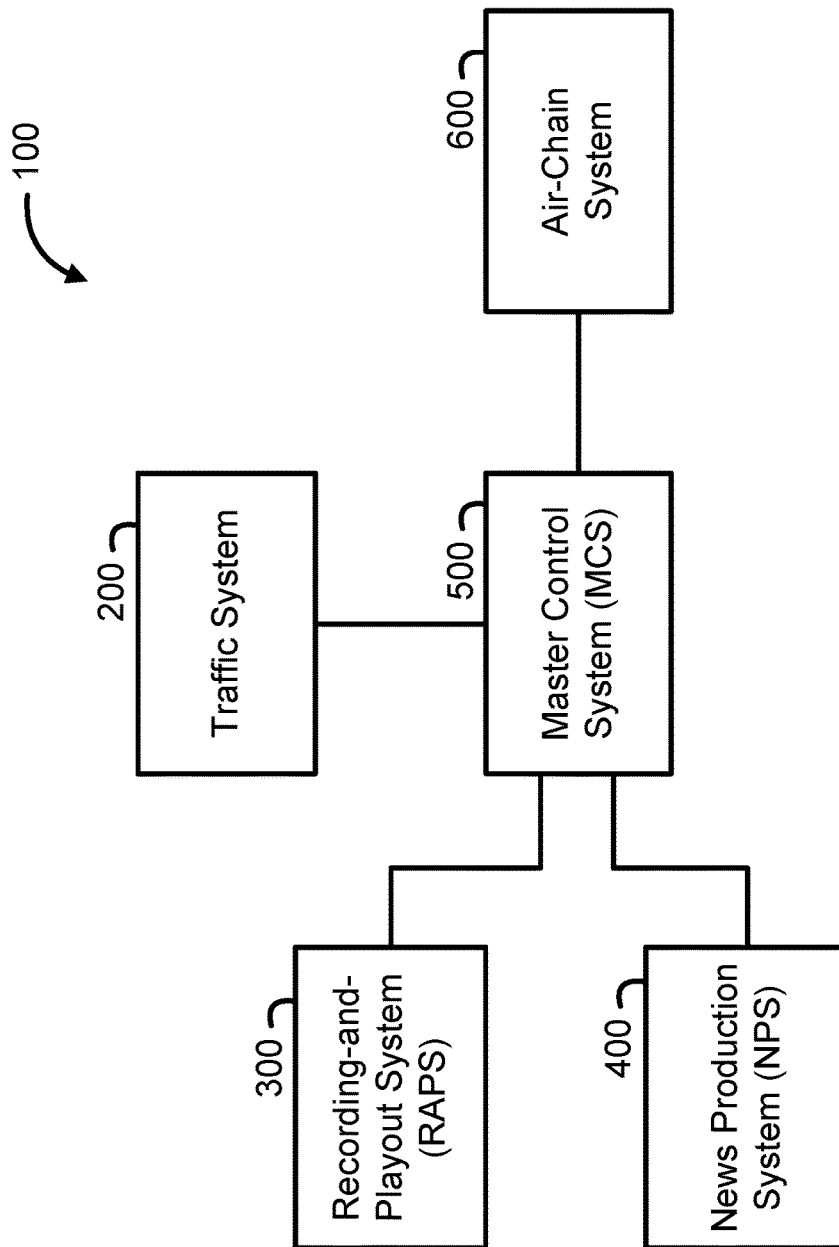 100
200
Traffic System
300
Recording-and-
Playout System
(RAPS)
500
Master Control
System (MCS)
600
Air-Chain
System
400
News Production
System (NPS)